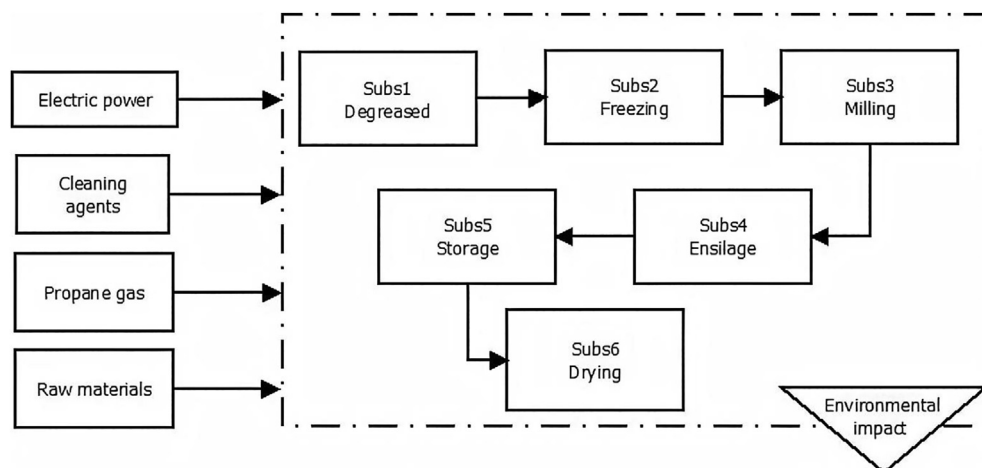 Electric power
Cleaning
agents
Propane gas
Raw materials
Subs1
Degreased
Subs2
Freezing
Subs3
Milling
Subs4
Ensilage
Subs5
Storage
Subs6
Drying
Environmental
impact